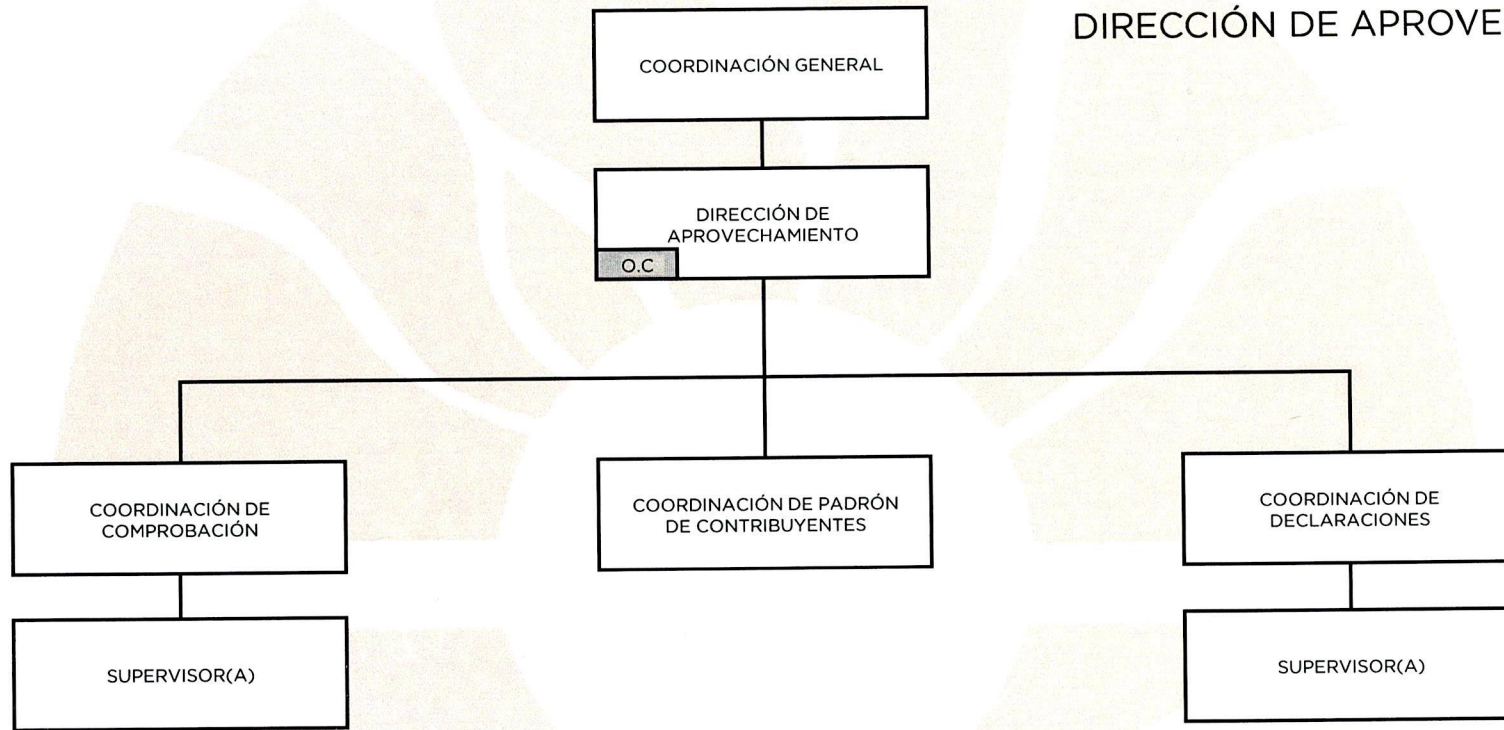 DIRECCIÓN DE APROVE
COORDINACIÓN GENERAL
DIRECCIÓN DE
APROVECHAMIENTO
O.C
COORDINACIÓN DE
COMPROBACIÓN
COORDINACIÓN DE PADRÓN
DE CONTRIBUYENTES
COORDINACIÓN DE
DECLARACIONES
SUPERVISOR(A)
SUPERVISOR(A)